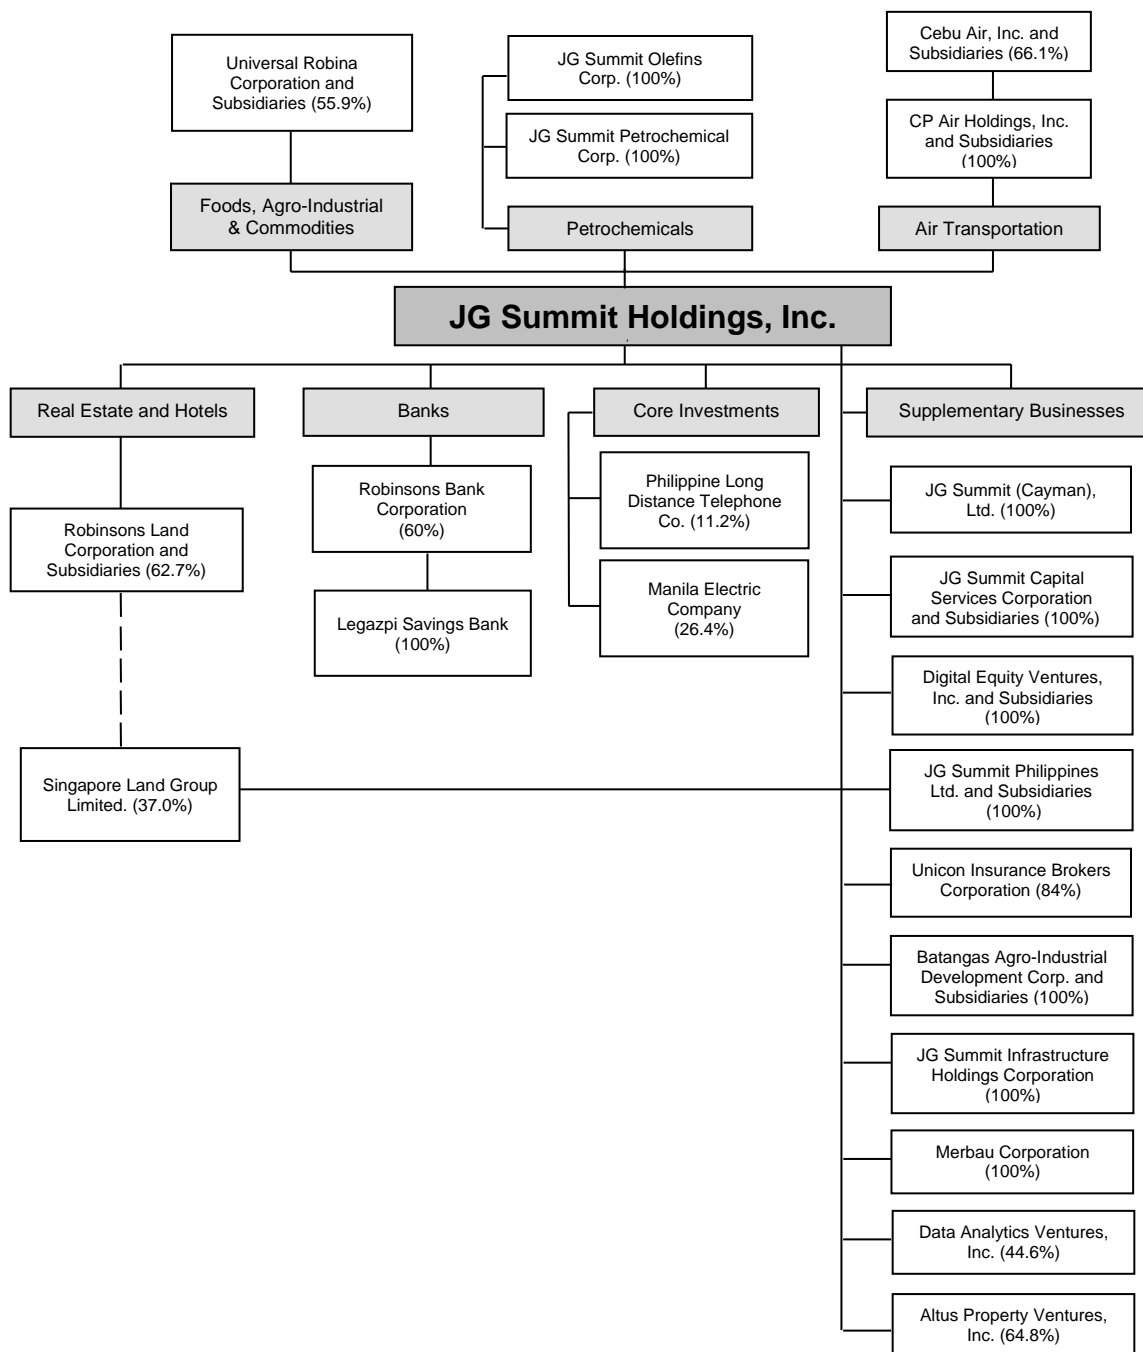 Universal Robina
Corporation and
Subsidiaries (55.9%)
JG Summit Olefins
Corp. (100%)
JG Summit Petrochemical
Corp. (100%)
Cebu Air, Inc. and
Subsidiaries (66.1%)
CP Air Holdings, Inc.
and Subsidiaries
(100%)
Foods, Agro-Industrial
& Commodities
Petrochemicals
Air Transportation
JG Summit Holdings, Inc.
Real Estate and Hotels
Banks
Core Investments
Supplementary Businesses
Robinsons Land
Corporation and
Subsidiaries (62.7%)
Singapore Land Group
Limited. (37.0%)
Robinsons Bank
Corporation
(60%)
Legazpi Savings Bank
(100%)
Philippine Long
Distance Telephone
Co. (11.2%)
Manila Electric
Company
(26.4%)
JG Summit (Cayman),
Ltd. (100%)
JG Summit Capital
Services Corporation
and Subsidiaries (100%)
Digital Equity Ventures,
Inc. and Subsidiaries
(100%)
JG Summit Philippines
Ltd. and Subsidiaries
(100%)
Unicon Insurance Brokers
Corporation (84%)
Batangas Agro-Industrial
Development Corp. and
Subsidiaries (100%)
JG Summit Infrastructure
Holdings Corporation
(100%)
Merbau Corporation
(100%)
Data Analytics Ventures,
Inc. (44.6%)
Altus Property Ventures,
Inc. (64.8%)